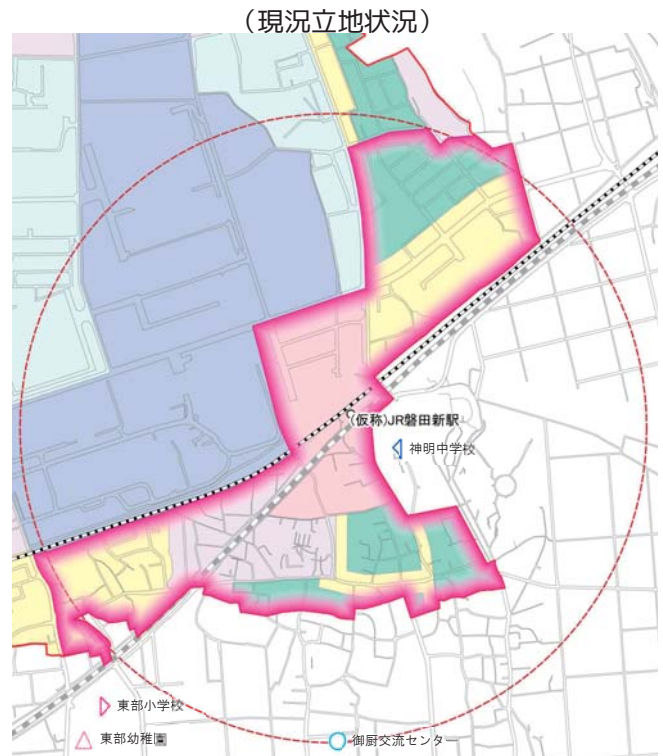 （現況立地状況）
(仮称)JR磐田新駅
神明中学校
東部小学校
東部幼稚園
御厨交流センター